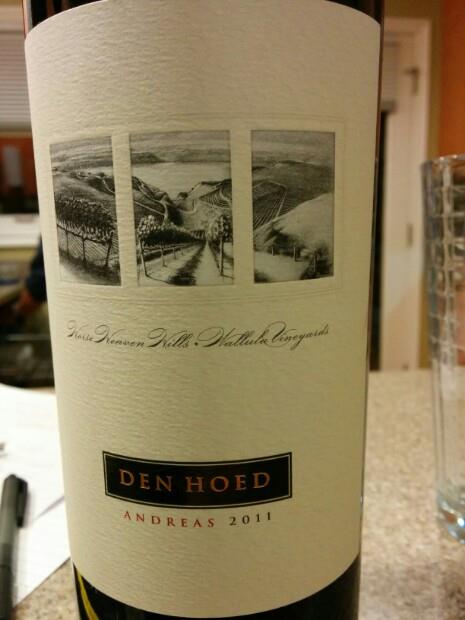 Horse Heaven Hills • Wallula Vineyards
DEN HOED
ANDREAS 2011